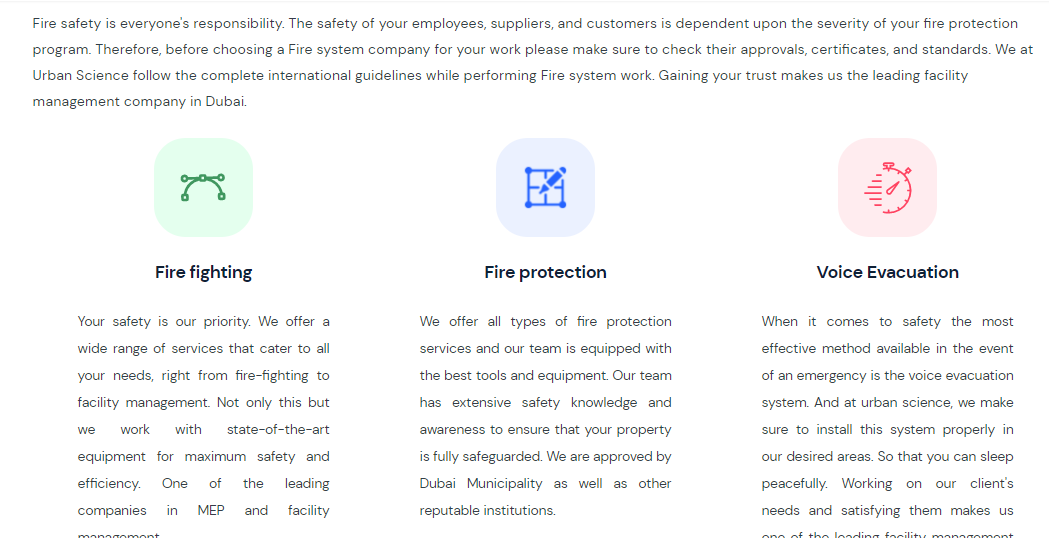 Fire safety is everyone's responsibility. The safety of your employees, suppliers, and customers is dependent upon the severity of your fire protection
program. Therefore, before choosing a Fire system company for your work please make sure to check their approvals, certificates, and standards. We at
Urban Science follow the complete international guidelines while performing Fire system work. Gaining your trust makes us the leading facility
management company in Dubai.
Fire fighting
Your safety is our priority. We offer a
wide range of services that cater to all
your needs, right from fire-fighting to
facility management. Not only this but
we work with state-of-the-art
equipment for maximum safety and
efficiency. One of the leading
companies in MEP and facility
management.
Fire protection
We offer all types of fire protection
services and our team is equipped with
the best tools and equipment. Our team
has extensive safety knowledge and
awareness to ensure that your property
is fully safeguarded. We are approved by
Dubai Municipality as well as other
reputable institutions.
Voice Evacuation
When it comes to safety the most
effective method available in the event
of an emergency is the voice evacuation
system. And at urban science, we make
sure to install this system properly in
our desired areas. So that you can sleep
peacefully. Working on our client's
needs and satisfying them makes us
one of the leading facility management